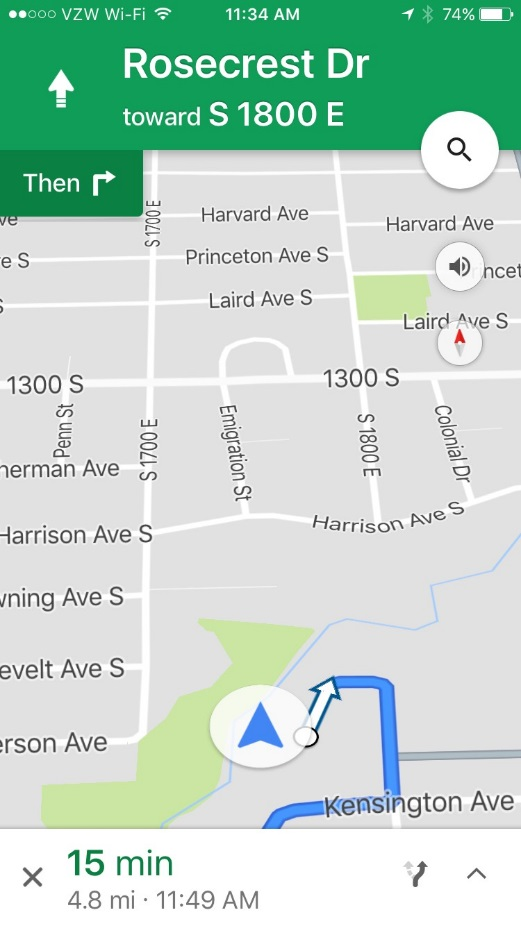 VZW Wi-Fi 11:34 AM 74%
Rosecrest Dr
toward S 1800 E
Then
S 1700 E
Harvard Ave
Harvard Ave
ve
Princeton Ave S
e S
ncet
Laird Ave S
S
Laird Ave S
1300 S
1300 S
Penn St
S 1700 E
Emigration St
S 1800 E
Colonial Dr
herman Ave
Harrison Ave S
Harrison Ave S
wning Ave S
evelt Ave S
erson Ave
Kensington Ave
15 min
4.8 mi · 11:49 AM